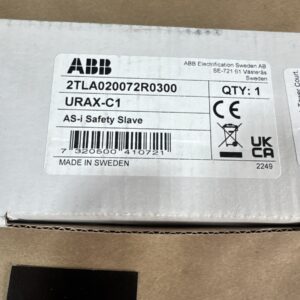 ABB
ABB Electrification Sweden AB
SE-721 61 Västerås
Sweden
2TLA020072R0300
QTY: 1
URAX-C1
AS-i Safety Slave
7 320500 410721
UK
CA
MADE IN SWEDEN
2249
Court